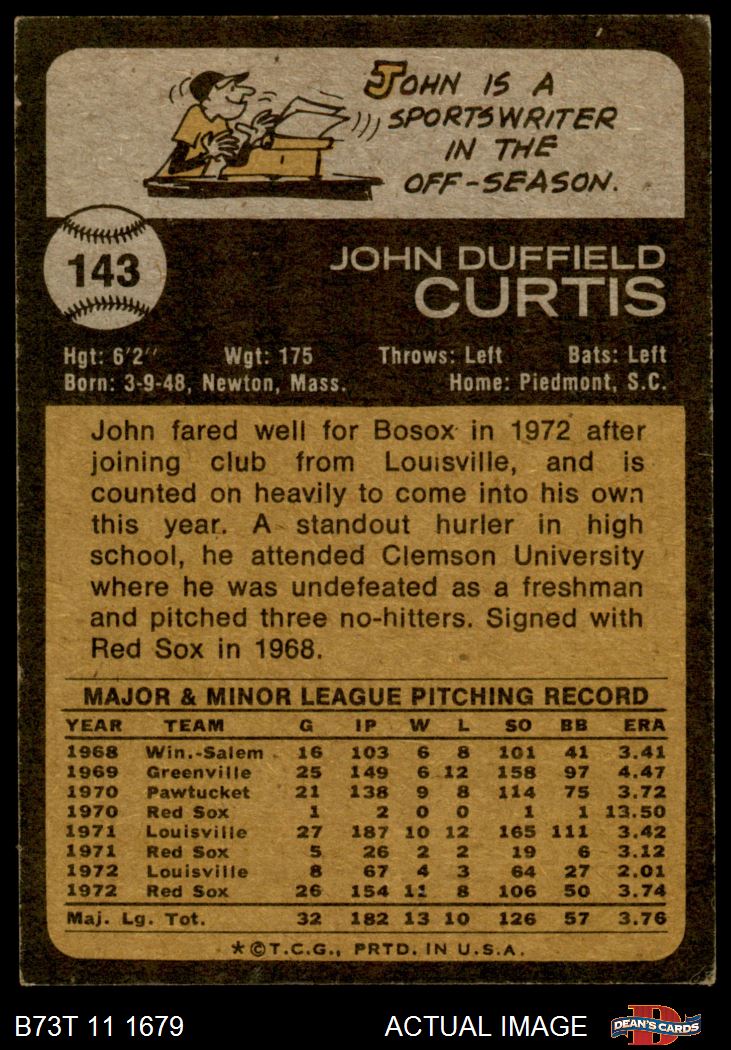 JOHN IS A
SPORTSWRITER
IN THE
OFF-SEASON.
143
JOHN DUFFIELD
CURTIS
Hgt: 6'2" Wgt: 175 Throws: Left Bats: Left
Born: 3-9-48, Newton, Mass. Home: Piedmont, S.C.
John fared well for Bosox in 1972 after
joining club from Louisville, and is
counted on heavily to come into his own
this year. A standout hurler in high
school, he attended Clemson University
where he was undefeated as a freshman
and pitched three no-hitters. Signed with
Red Sox in 1968.
MAJOR & MINOR LEAGUE PITCHING RECORD
YEAR TEAM G IP W L SO BB ERA
1968 Win.-Salem 16 103 6 8 101 41 3.41
1969 Greenville 25 149 6 12 158 97 4.47
1970 Pawtucket 21 138 9 8 114 75 3.72
1970 Red Sox 1 2 0 0 1 1 13.50
1971 Louisville 27 187 10 12 165 111 3.42
1971 Red Sox 5 26 2 2 19 6 3.12
1972 Louisville 8 67 4 3 64 27 2.01
1972 Red Sox 26 154 11 8 106 50 3.74
Maj. Lg. Tot. 32 182 13 10 126 57 3.76
*©T.C.G., PRTD. IN U.S.A.
B73T 11 1679 ACTUAL IMAGE DEAN'S CARDS